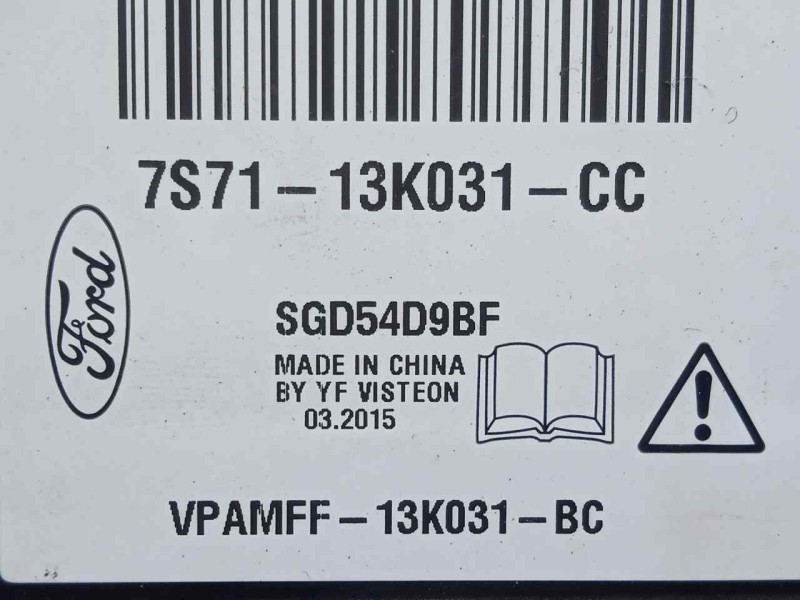 7S71-13K031-CC
Ford
SGD54D9BF
MADE IN CHINA
BY YF VISTEON
03.2015
VPAMFF-13K031-BC